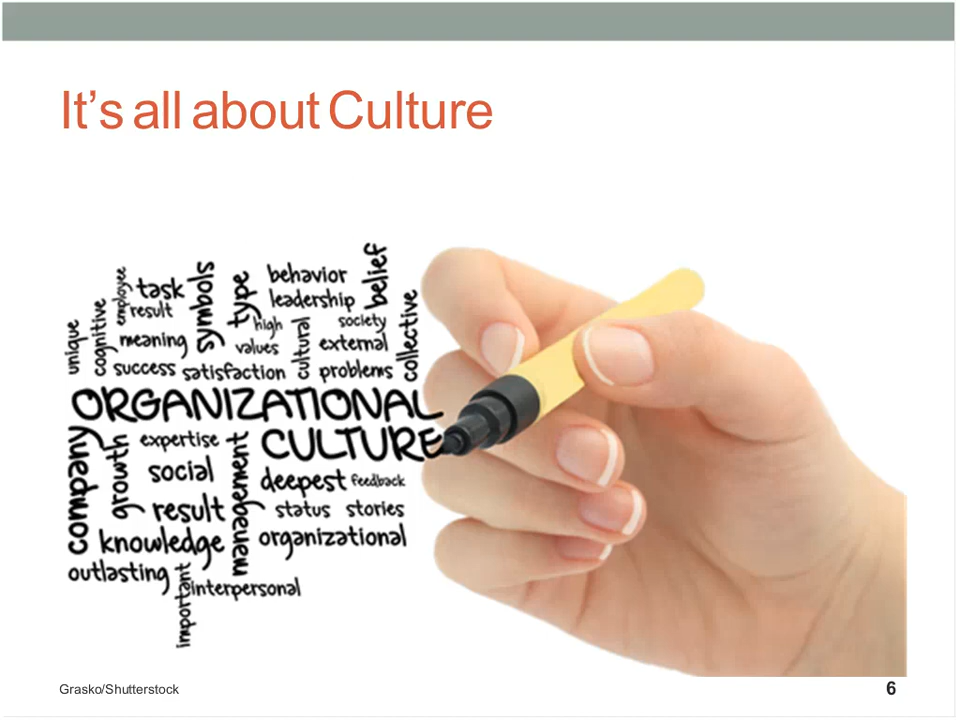 It's all about Culture
employee
task
symbols
type
behavior
belief
unique
cognitive
result
leadership
meaning
high
cultural
society
collective
values
external
success
satisfaction
problems
ORGANIZATIONAL
CULTURE
company
growth
expertise
management
social
deepest
feedback
result
status
stories
knowledge
organizational
outlasting
important
interpersonal
Grasko/Shutterstock
6